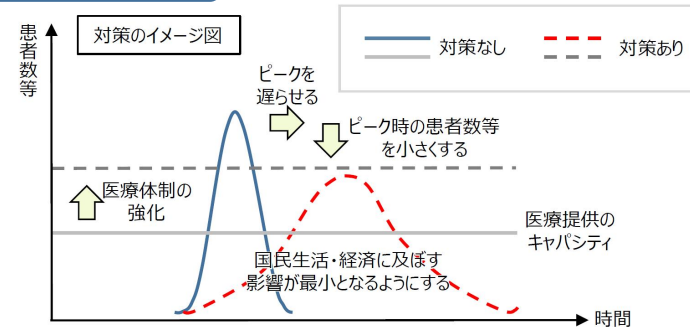 患者数等
対策のイメージ図
対策なし
対策あり
ピークを
遅らせる
ピーク時の患者数等
を小さくする
医療体制の
強化
医療提供の
キャパシティ
国民生活・経済に及ぼす
影響が最小となるようにする
時間